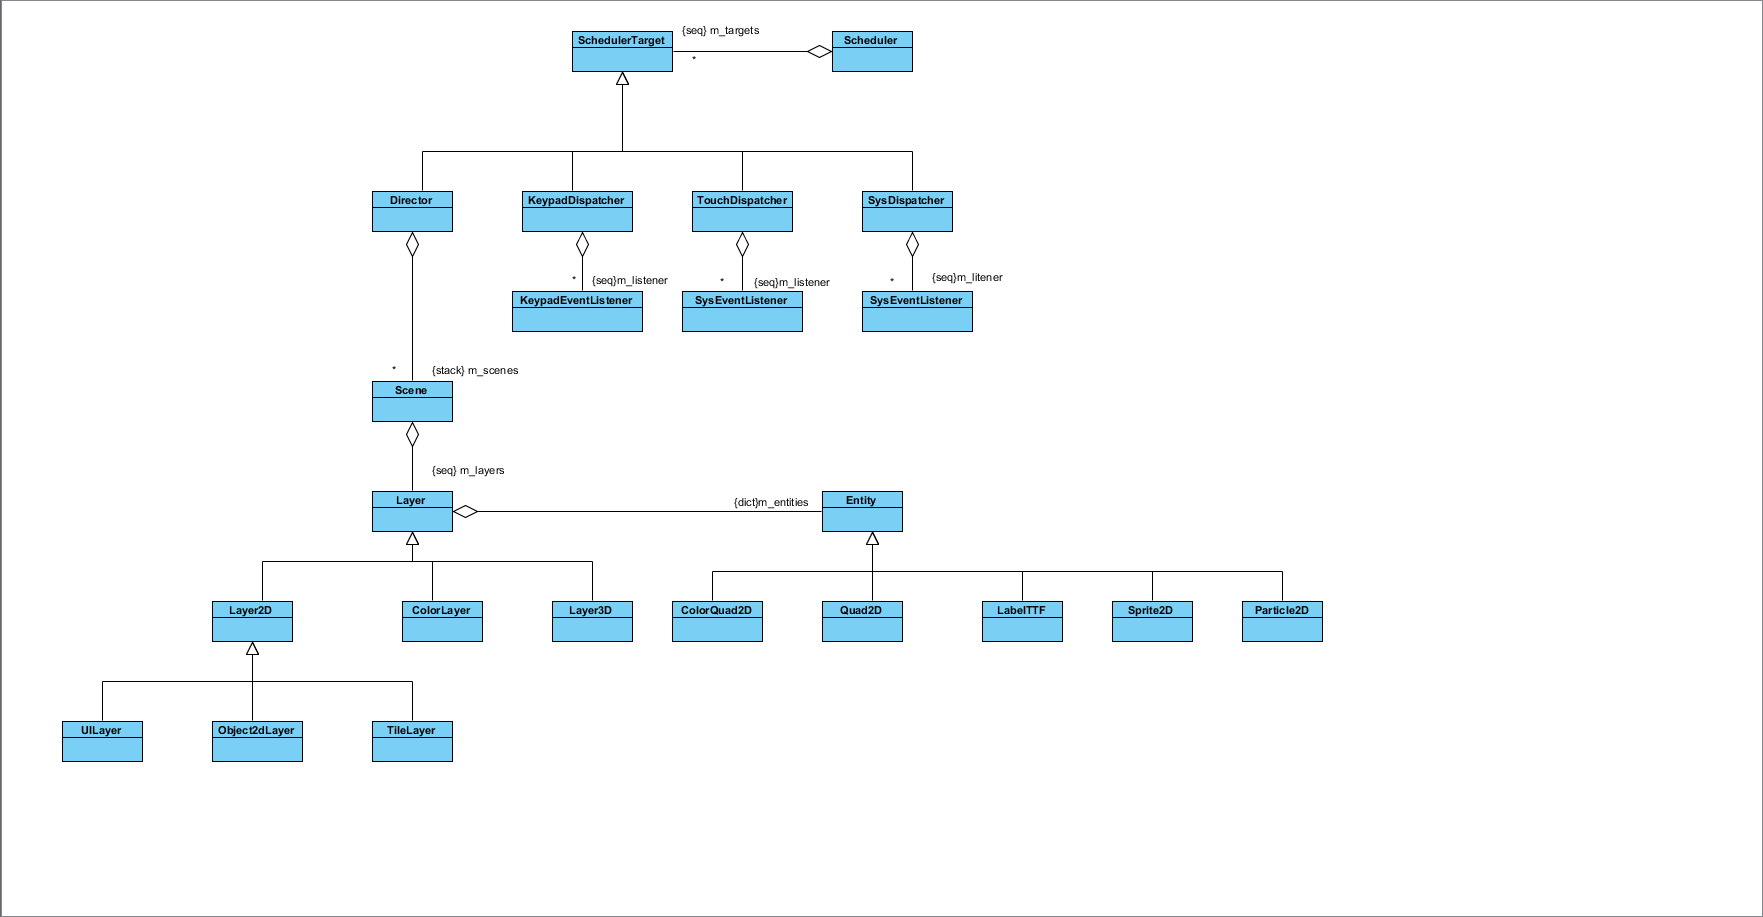 {seq} m_targets
SchedulerTarget
Scheduler
*
Director
KeypadDispatcher
TouchDispatcher
SysDispatcher
*
{seq}m_listener
*
{seq}m_listener
*
{seq}m_litener
KeypadEventListener
SysEventListener
SysEventListener
*
{stack} m_scenes
Scene
{seq} m_layers
Layer
{dict}m_entities
Entity
Layer2D
ColorLayer
Layer3D
ColorQuad2D
Quad2D
LabelTTF
Sprite2D
Particle2D
UILayer
Object2dLayer
TileLayer